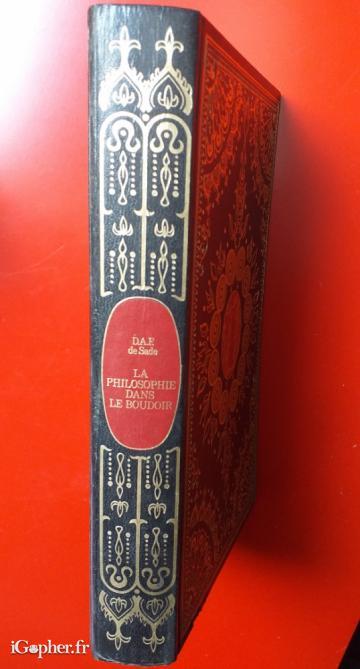 D.A.F.
de Sade
LA
PHILOSOPHIE
DANS
LE BOUDOIR
iGopher.fr